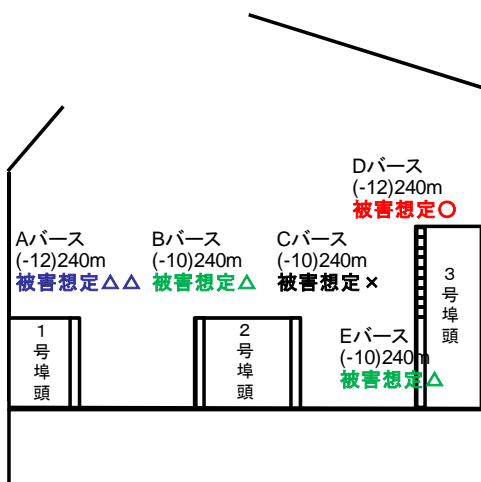 Dバース
(-12)240m
被害想定○
Aバース
(-12)240m
被害想定△△
Bバース
(-10)240m
被害想定△
Cバース
(-10)240m
被害想定×
1号埠頭
2号埠頭
3号埠頭
Eバース
(-10)240m
被害想定△